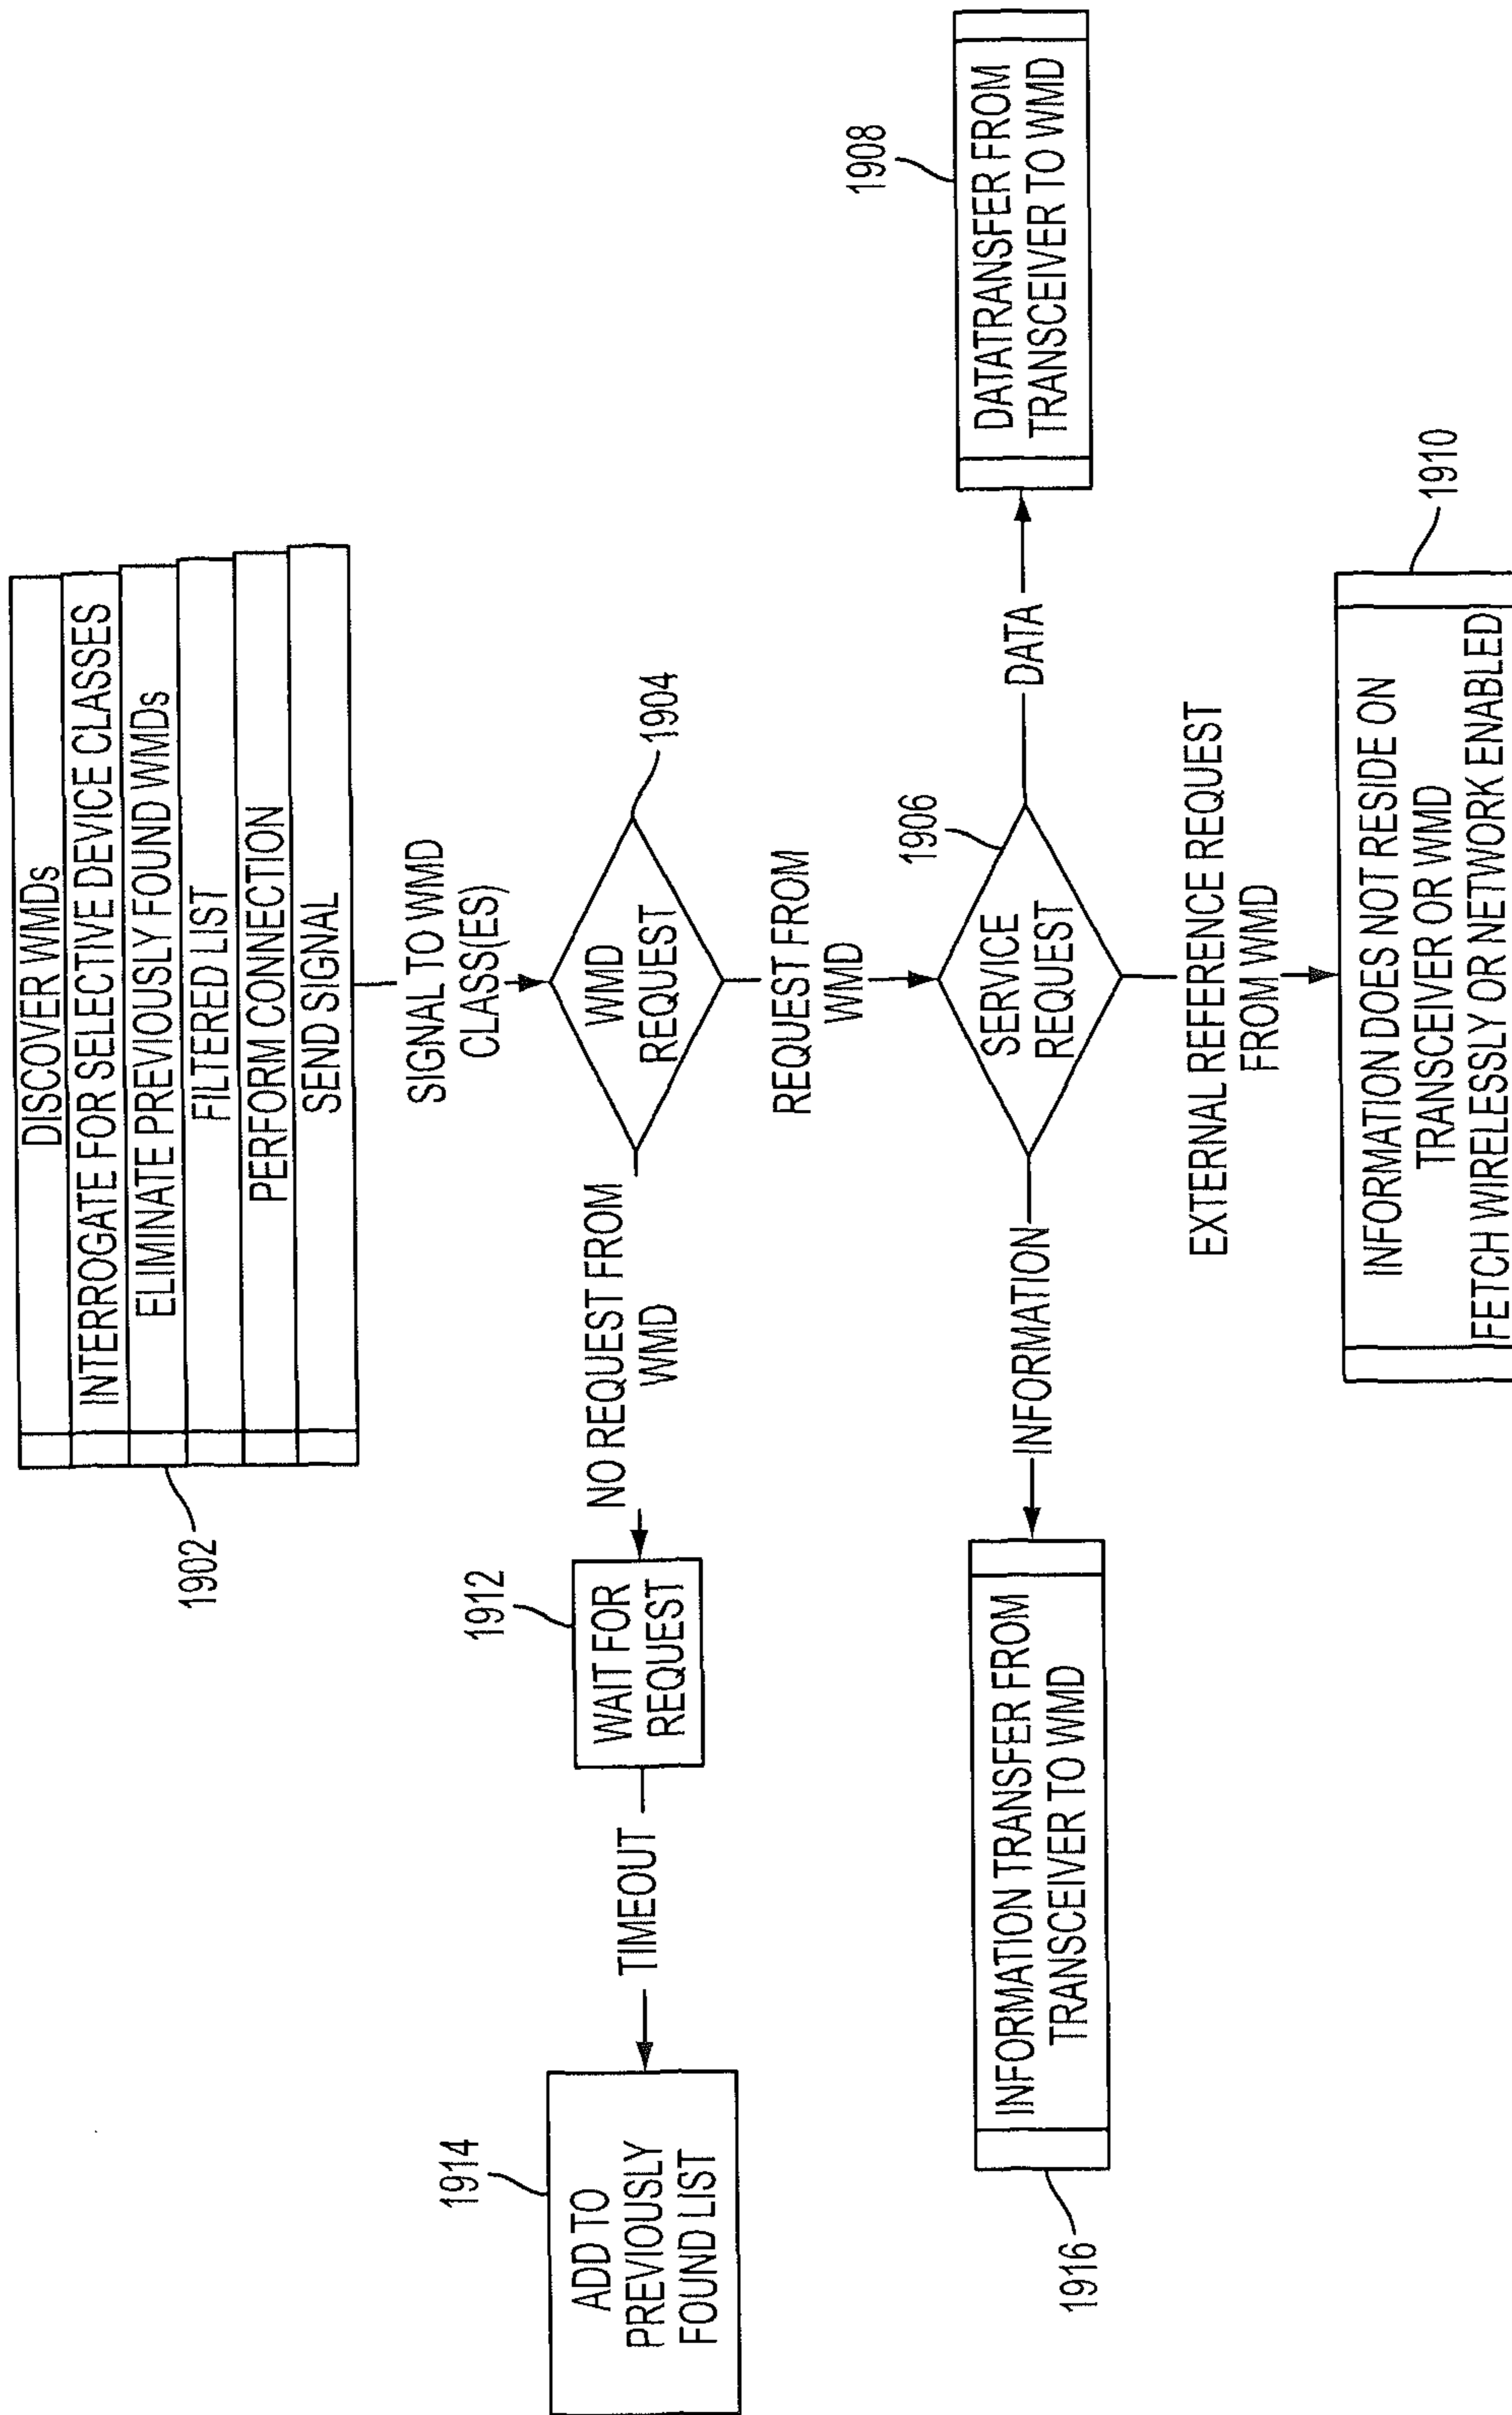 DISCOVER WMDs
INTERROGATE FOR SELECTIVE DEVICE CLASSES
ELIMINATE PREVIOUSLY FOUND WMDs
FILTERED LIST
PERFORM CONNECTION
SEND SIGNAL
1902
SIGNAL TO WMD
CLASS(ES)
WMD
REQUEST
1904
NO REQUEST FROM
WMD
WAIT FOR
REQUEST
1912
TIMEOUT
ADD TO
PREVIOUSLY
FOUND LIST
1914
REQUEST FROM
WMD
SERVICE
REQUEST
1906
DATA
DATATRANSFER FROM
TRANSCEIVER TO WMD
1908
INFORMATION
INFORMATION TRANSFER FROM
TRANSCEIVER TO WMD
1916
EXTERNAL REFERENCE REQUEST
FROM WMD
INFORMATION DOES NOT RESIDE ON
TRANSCEIVER OR WMD
FETCH WIRELESSLY OR NETWORK ENABLED
1910